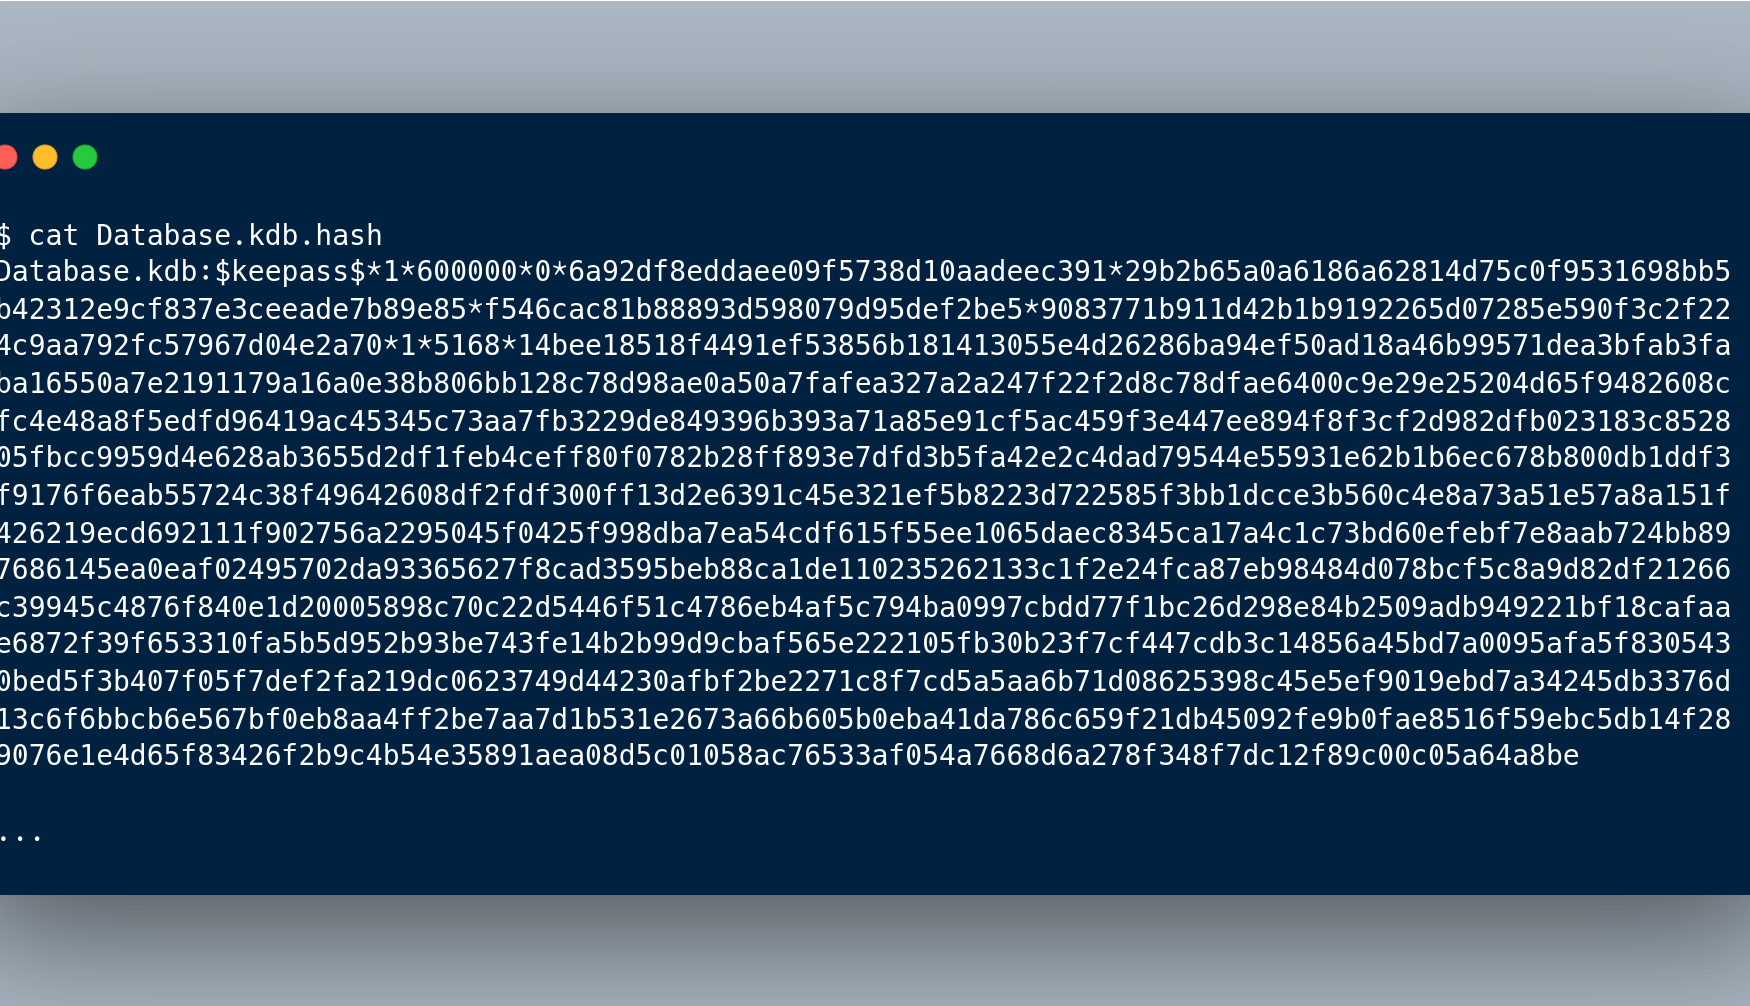 $ cat Database.kdb.hash
Database.kdb:$keepass$*1*600000*0*6a92df8eddaee09f5738d10aadeec391*29b2b65a0a6186a62814d75c0f9531698bb5
b42312e9cf837e3ceeade7b89e85*f546cac81b88893d598079d95def2be5*9083771b911d42b1b9192265d07285e590f3c2f22
4c9aa792fc57967d04e2a70*1*5168*14bee18518f4491ef53856b181413055e4d26286ba94ef50ad18a46b99571dea3bfab3fa
ba16550a7e2191179a16a0e38b806bb128c78d98ae0a50a7fafea327a2a247f22f2d8c78dfae6400c9e29e25204d65f9482608c
fc4e48a8f5edfd96419ac45345c73aa7fb3229de849396b393a71a85e91cf5ac459f3e447ee894f8f3cf2d982dfb023183c8528
05fbcc9959d4e628ab3655d2df1feb4ceff80f0782b28ff893e7dfd3b5fa42e2c4dad79544e55931e62b1b6ec678b800db1ddf3
f9176f6eab55724c38f49642608df2fdf300ff13d2e6391c45e321ef5b8223d722585f3bb1dcce3b560c4e8a73a51e57a8a151f
426219ecd692111f902756a2295045f0425f998dba7ea54cdf615f55ee1065daec8345ca17a4c1c73bd60efebf7e8aab724bb89
7686145ea0eaf02495702da93365627f8cad3595beb88ca1de110235262133c1f2e24fca87eb98484d078bcf5c8a9d82df21266
c39945c4876f840e1d20005898c70c22d5446f51c4786eb4af5c794ba0997cbdd77f1bc26d298e84b2509adb949221bf18cafaa
e6872f39f653310fa5b5d952b93be743fe14b2b99d9cbaf565e222105fb30b23f7cf447cdb3c14856a45bd7a0095afa5f830543
0bed5f3b407f05f7def2fa219dc0623749d44230afbf2be2271c8f7cd5a5aa6b71d08625398c45e5ef9019ebd7a34245db3376d
13c6f6bbcb6e567bf0eb8aa4ff2be7aa7d1b531e2673a66b605b0eba41da786c659f21db45092fe9b0fae8516f59ebc5db14f28
9076e1e4d65f83426f2b9c4b54e35891aea08d5c01058ac76533af054a7668d6a278f348f7dc12f89c00c05a64a8be
...